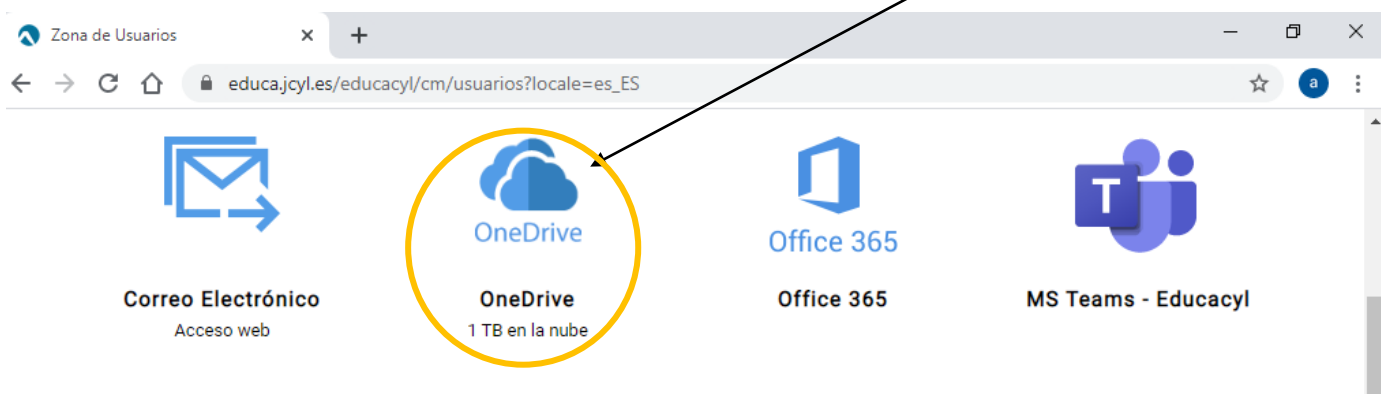 Zona de Usuarios
educa.jcyl.es/educacyl/cm/usuarios?locale=es_ES
a
OneDrive
Office 365
T
Correo Electrónico
OneDrive
Office 365
MS Teams - Educacyl
Acceso web
1 TB en la nube